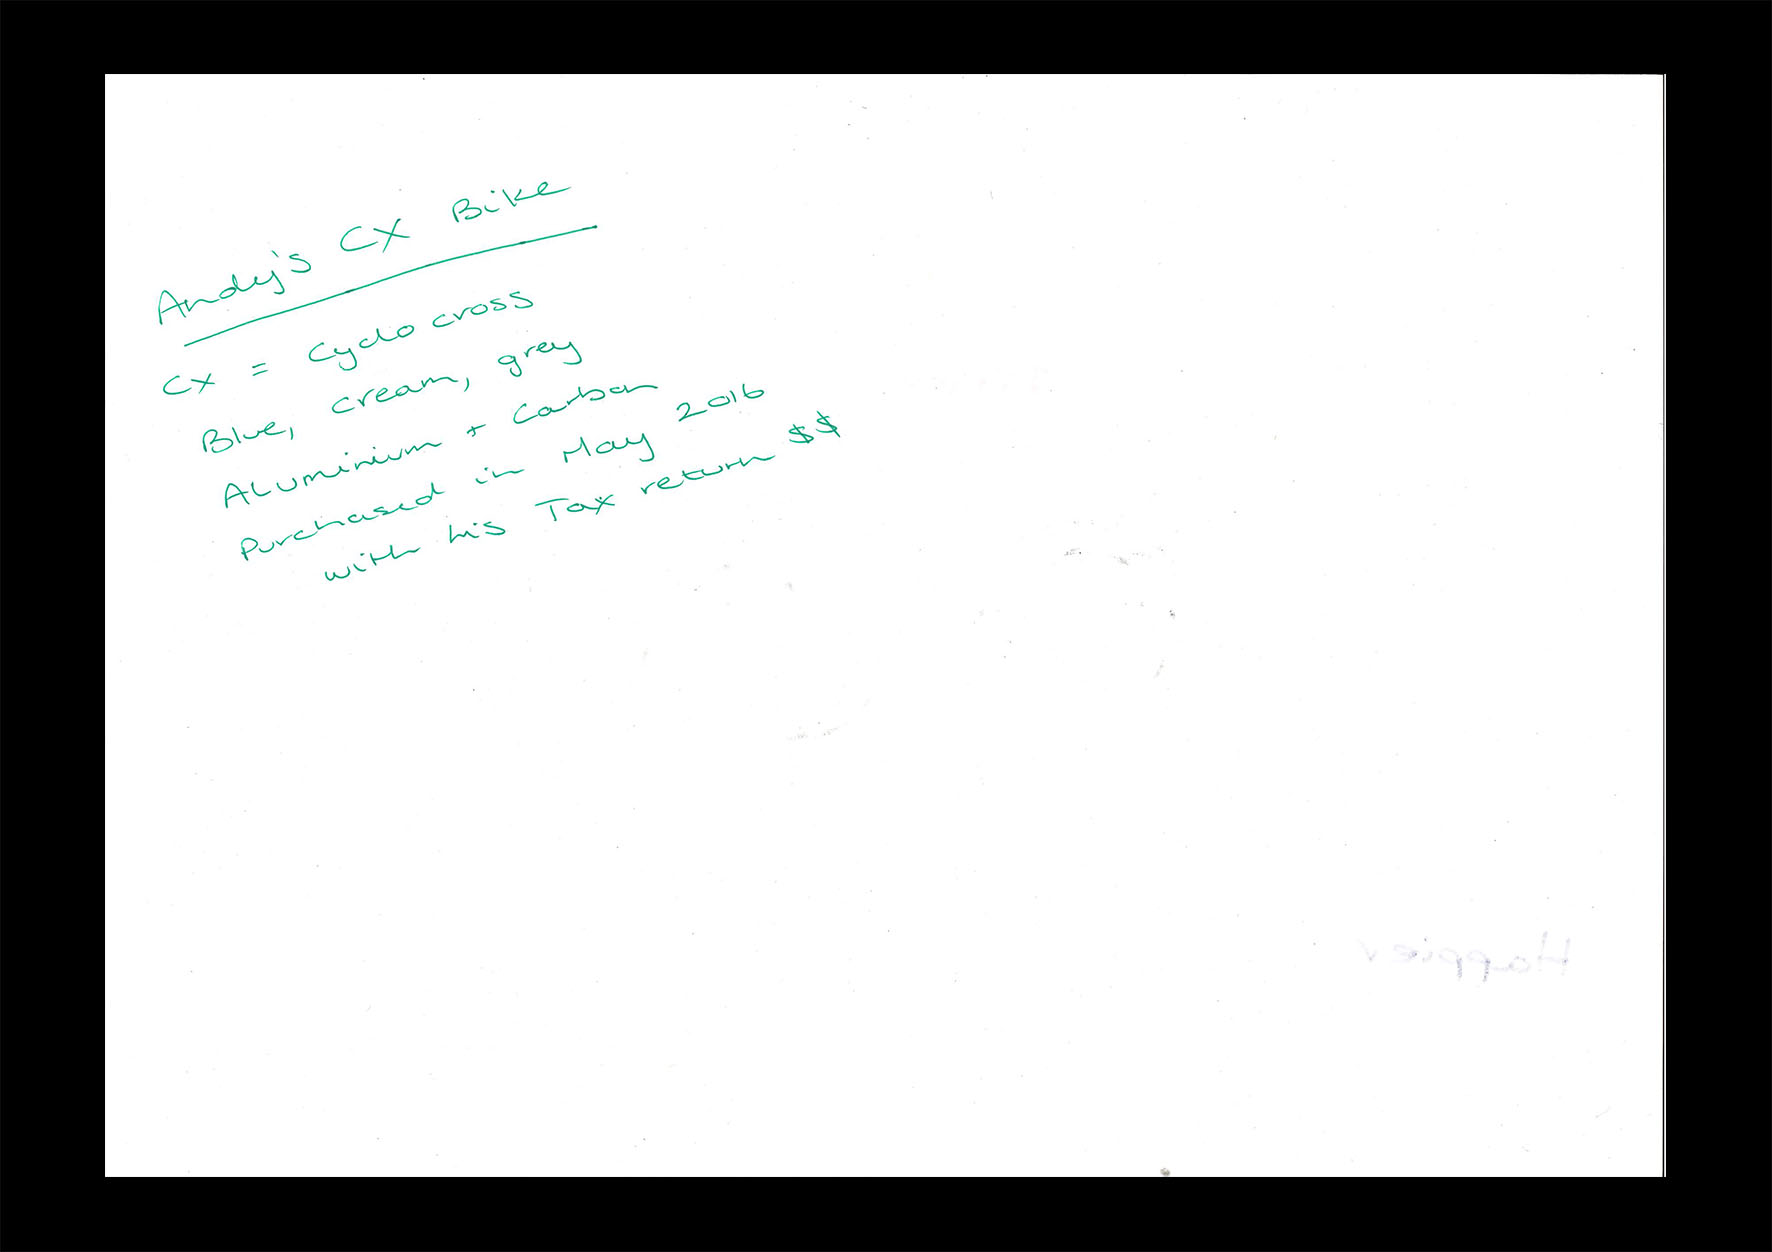 Andy's CX Bike
CX = Cyclo cross
Blue, cream, grey
Aluminium + Carbon
Purchased in May 2016
with his Tax return $$
Happier